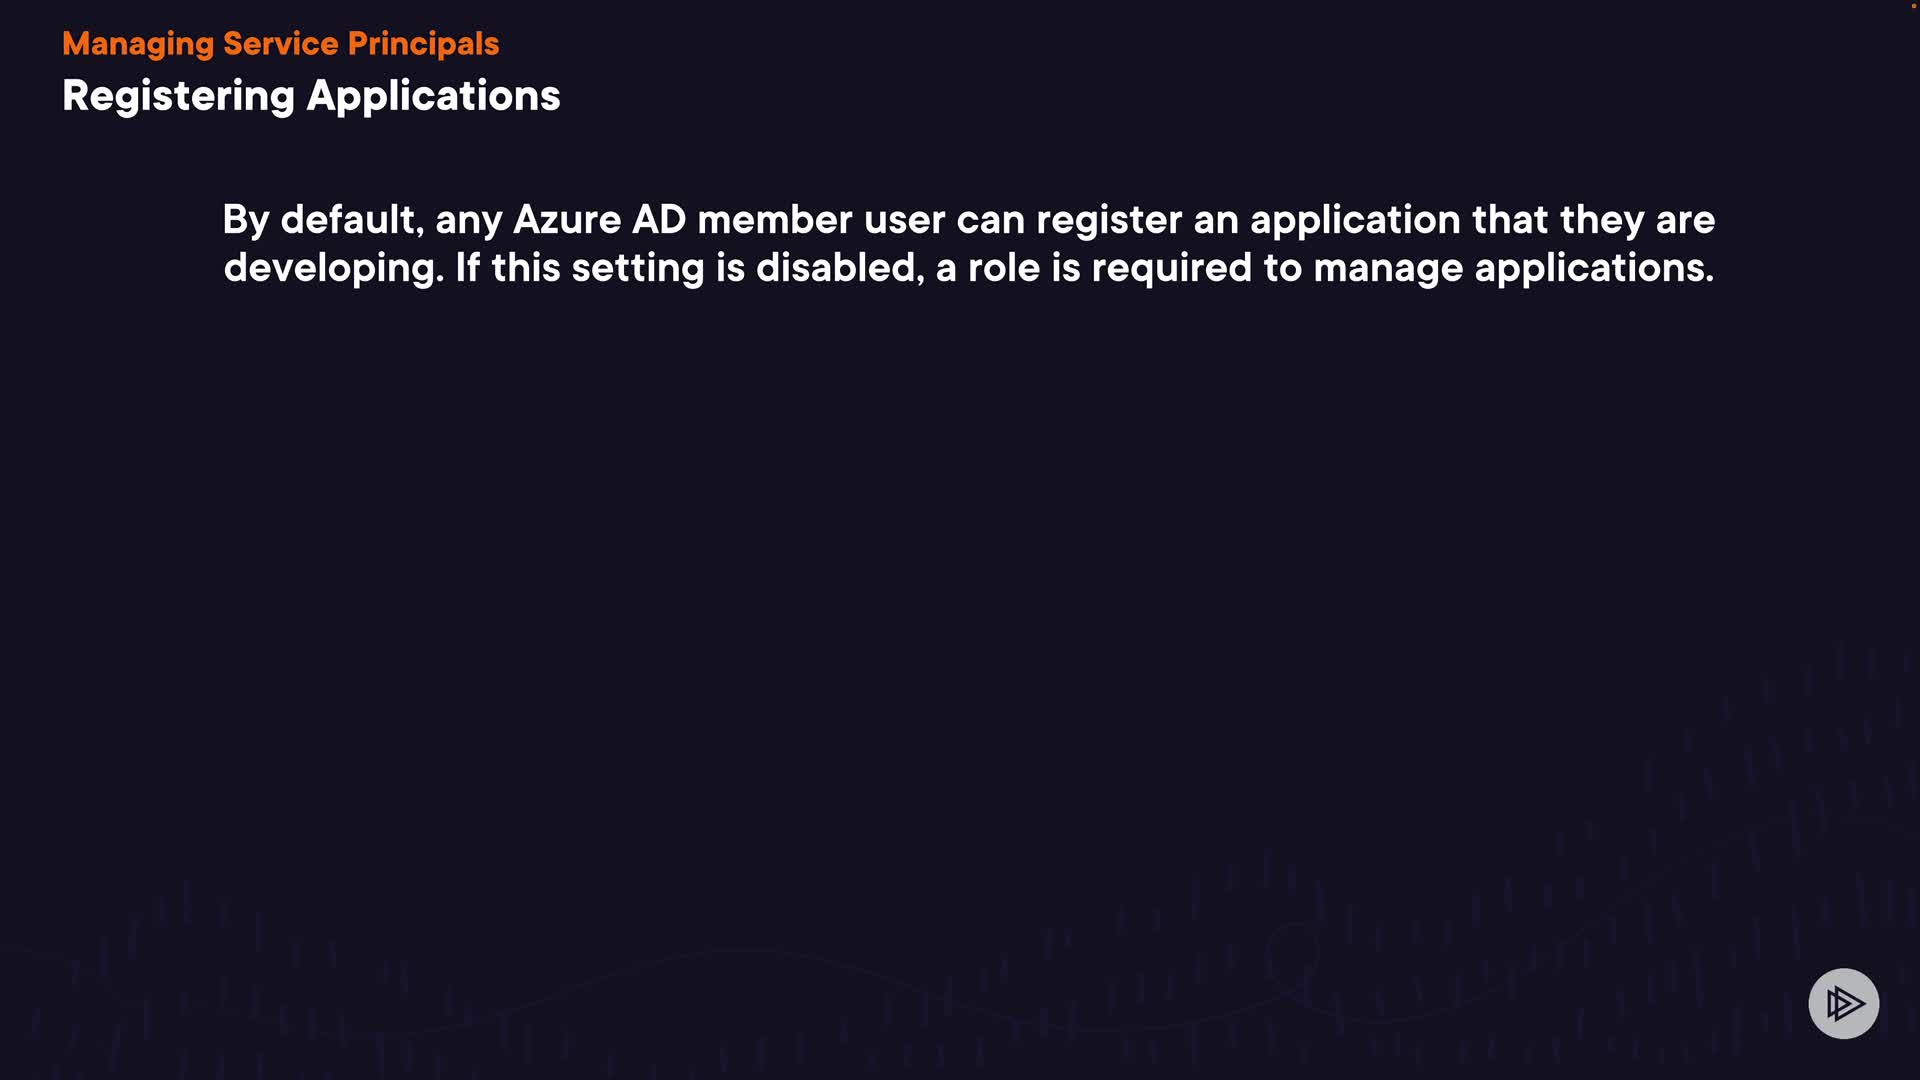 Managing Service Principals
Registering Applications
By default, any Azure AD member user can register an application that they are
developing. If this setting is disabled, a role is required to manage applications.